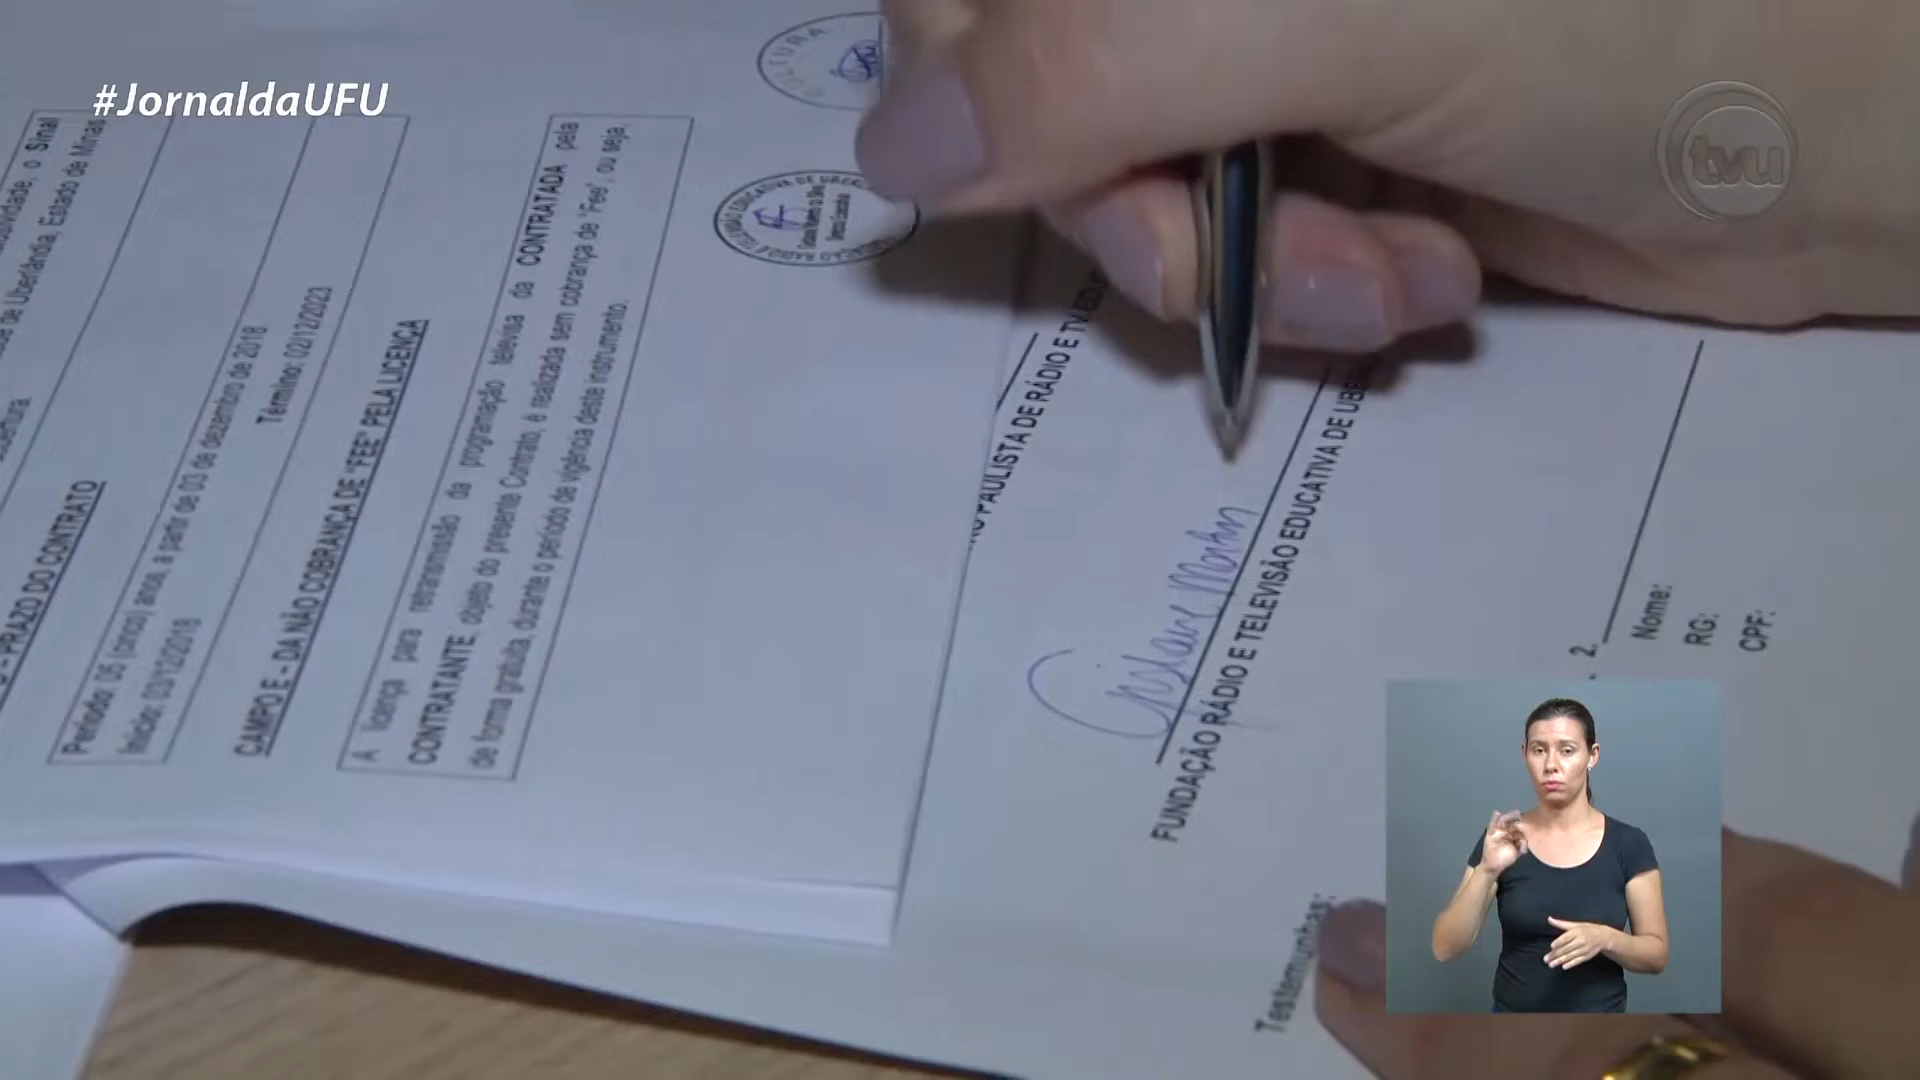 #JornaldaUFU
tvu
o Sinal
de Uberlândia, Estado de Minas
PRAZO DO CONTRATO
Período: 05 (cinco) anos, a partir de 03 de dezembro de 2018
Início: 03/12/2018 Término: 02/12/2023
CAMPO E - DA NÃO COBRANÇA DE "FEE" PELA LICENÇA
A licença para retransmissão da programação televisa da CONTRATADA pela
CONTRATANTE, objeto do presente Contrato, é realizada sem cobrança de 'Fee', ou seja,
de forma gratuita, durante o período de vigência deste instrumento.
CULTURA
PAULISTA DE RÁDIO E TV
FUNDAÇÃO RÁDIO E TELEVISÃO EDUCATIVA DE
Testemunhas:
2.
Nome:
RG:
CPF: